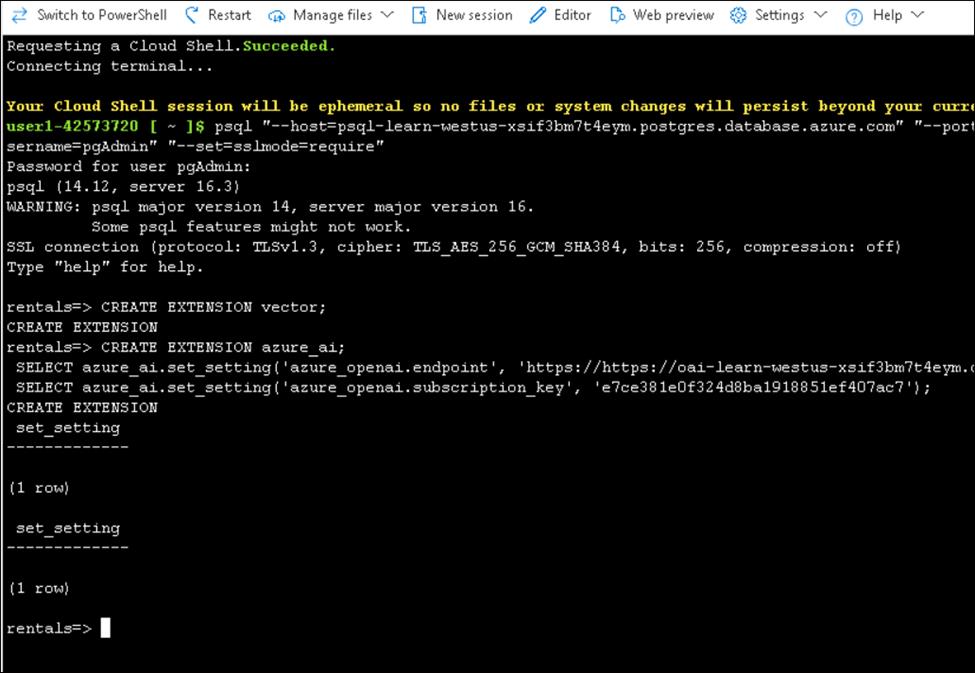 Switch to PowerShell Restart Manage files New session Editor Web preview Settings Help
Requesting a Cloud Shell.Succeeded.
Connecting terminal...
Your Cloud Shell session will be ephemeral so no files or system changes will persist beyond your curre
user1-42573720 [ ~ ]$ psql "--host=psql-learn-westus-xsif3bm7t4eym.postgres.database.azure.com" "--port
sername=pgAdmin" "--set=sslmode=require"
Password for user pgAdmin:
psql (14.12, server 16.3)
WARNING: psql major version 14, server major version 16.
Some psql features might not work.
SSL connection (protocol: TLSv1.3, cipher: TLS_AES_256_GCM_SHA384, bits: 256, compression: off)
Type "help" for help.
rentals=> CREATE EXTENSION vector;
CREATE EXTENSION
rentals=> CREATE EXTENSION azure_ai;
SELECT azure_ai.set_setting('azure_openai.endpoint', 'https://https://oai-learn-westus-xsif3bm7t4eym.c
SELECT azure_ai.set_setting('azure_openai.subscription_key', 'e7ce381e0f324d8ba1918851ef407ac7');
CREATE EXTENSION
set_setting
-------------
(1 row)
set_setting
-------------
(1 row)
rentals=>